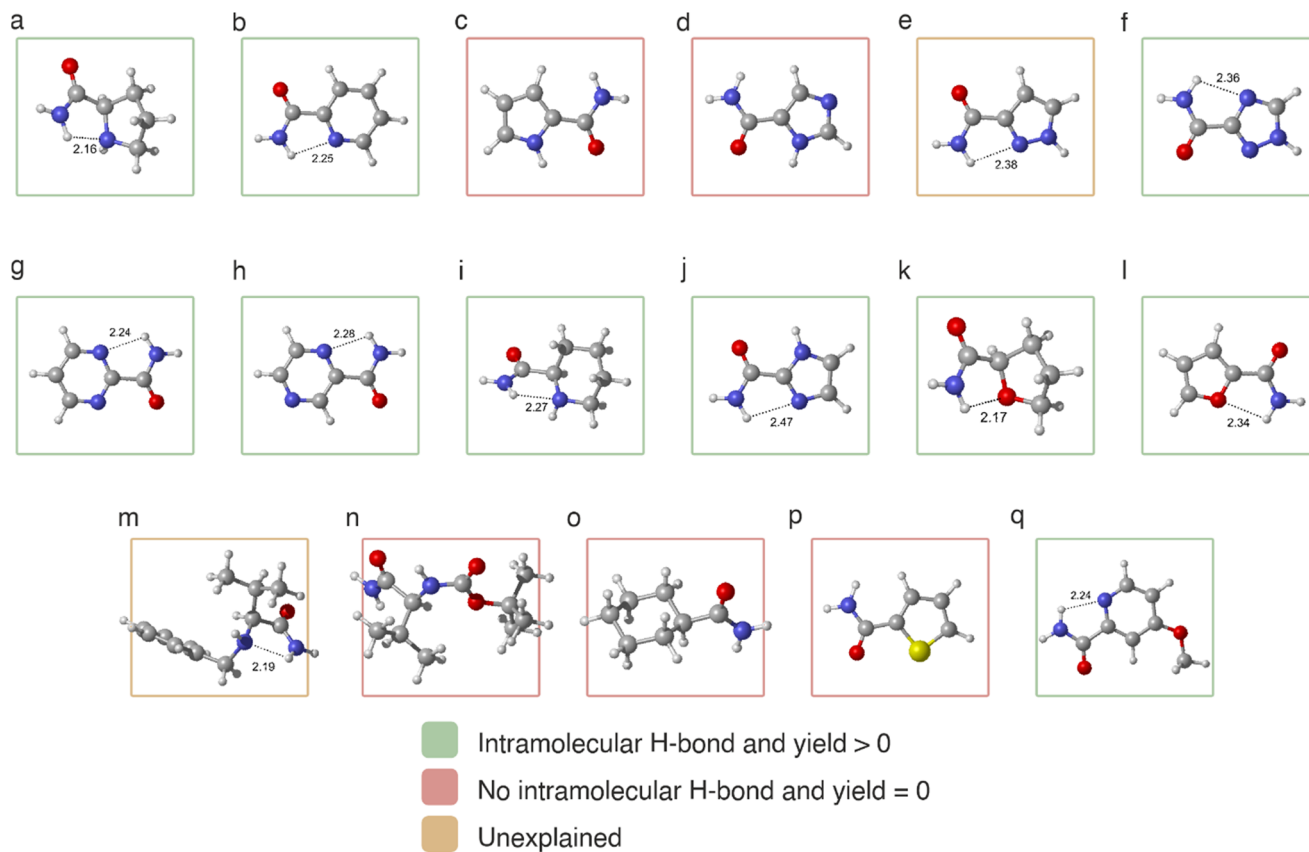 a b c d e f
2.16
2.25
2.38
2.36
g h i j k l
2.24
2.28
2.27
2.47
2.17
2.34
m n o p q
2.19
2.24
Intramolecular H-bond and yield > 0
No intramolecular H-bond and yield = 0
Unexplained